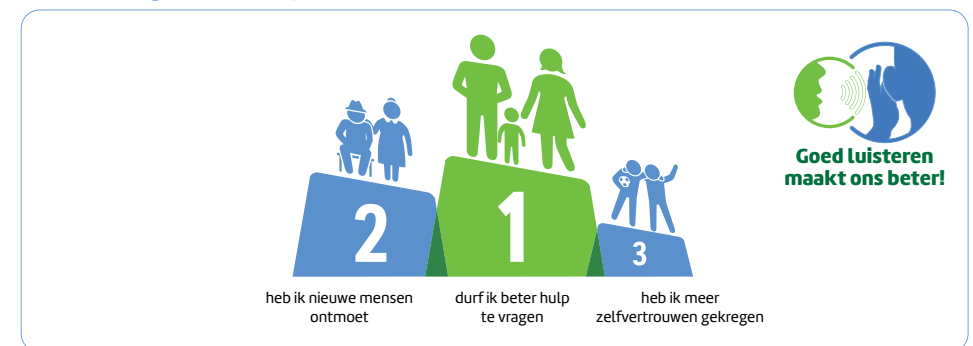 Goed luisteren
maakt ons beter!
2
1
3
heb ik nieuwe mensen
ontmoet
durf ik beter hulp
te vragen
heb ik meer
zelfvertrouwen gekregen